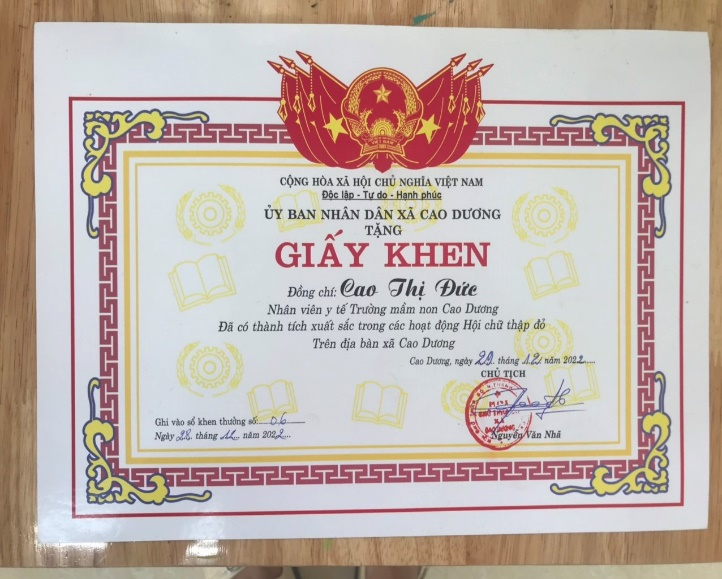 CỘNG HÒA XÃ HỘI CHỦ NGHĨA VIỆT NAM
Độc lập - Tự do - Hạnh phúc
ỦY BAN NHÂN DÂN XÃ CAO DƯƠNG
TẶNG
GIẤY KHEN
Đồng chí: Cao Thị Đức
Nhân viên y tế Trường mầm non Cao Dương
Đã có thành tích xuất sắc trong các hoạt động Hội chữ thập đỏ
Trên địa bàn xã Cao Dương
Cao Dương, ngày 29 tháng 12 năm 2022.....
CHỦ TỊCH
Ghi vào sổ khen thưởng số: 06
Ngày 28 tháng 12 năm 2022....
Nguyễn Văn Nhã